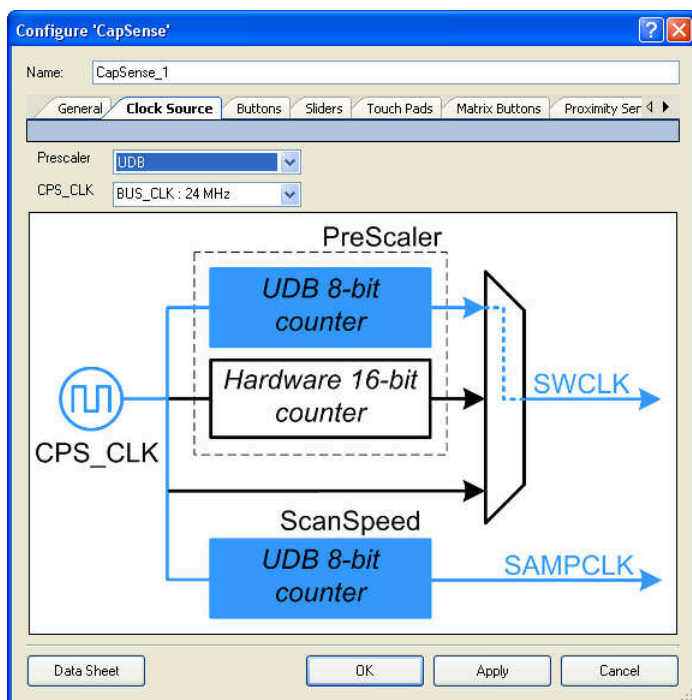 Configure 'CapSense'
Name: CapSense_1
General Clock Source Buttons Sliders Touch Pads Matrix Buttons Proximity Ser
Prescaler UDB
CPS_CLK BUS_CLK : 24 MHz
PreScaler
UDB 8-bit
counter
Hardware 16-bit
counter
SWCLK
CPS_CLK
ScanSpeed
UDB 8-bit
counter
SAMPCLK
Data Sheet OK Apply Cancel